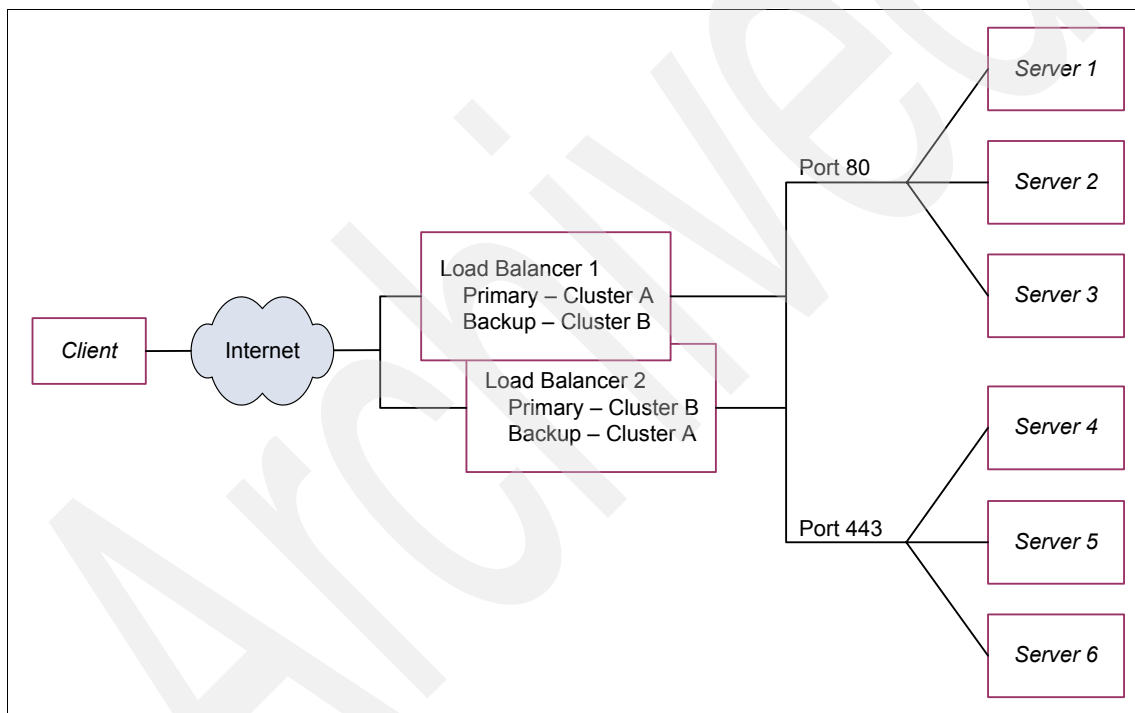 Archived
Client
Internet
Load Balancer 1
Primary – Cluster A
Backup – Cluster B
Load Balancer 2
Primary – Cluster B
Backup – Cluster A
Port 80
Server 1
Server 2
Server 3
Port 443
Server 4
Server 5
Server 6